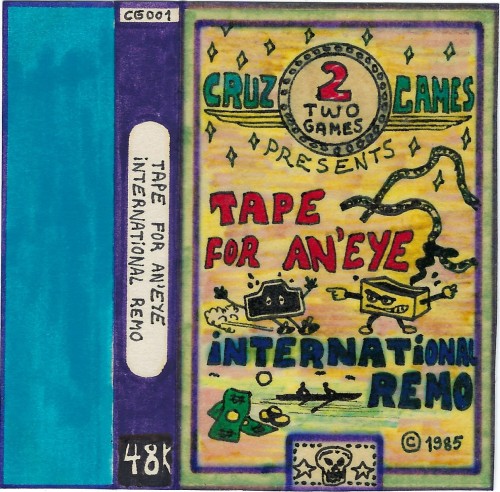 CG001
TAPE FOR AN'EYE
iNTERNATiONAL REMO
48K
CRUZ GAMES
2
TWO
GAMES
PRESENTS
TAPE
FOR AN'EYE
iNTERNATiONAL
REMO
© 1985